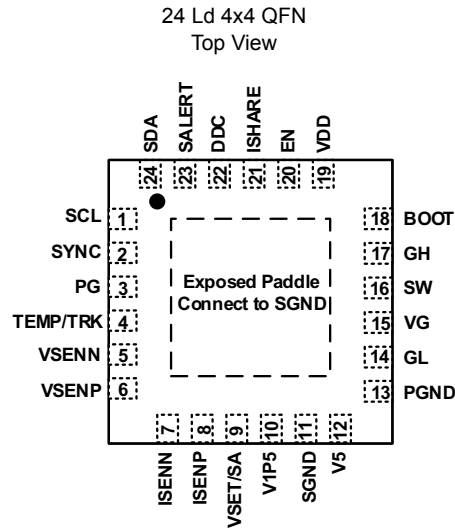 24 Ld 4x4 QFN
Top View
SDA
SALERT
DDC
ISHARE
EN
VDD
24
23
22
21
20
19
SCL 1
SYNC 2
PG 3
TEMP/TRK 4
VSENN 5
VSENP 6
Exposed Paddle
Connect to SGND
18 BOOT
17 GH
16 SW
15 VG
14 GL
13 PGND
7
8
9
10
11
12
ISENN
ISENP
VSET/SA
V1P5
SGND
V5